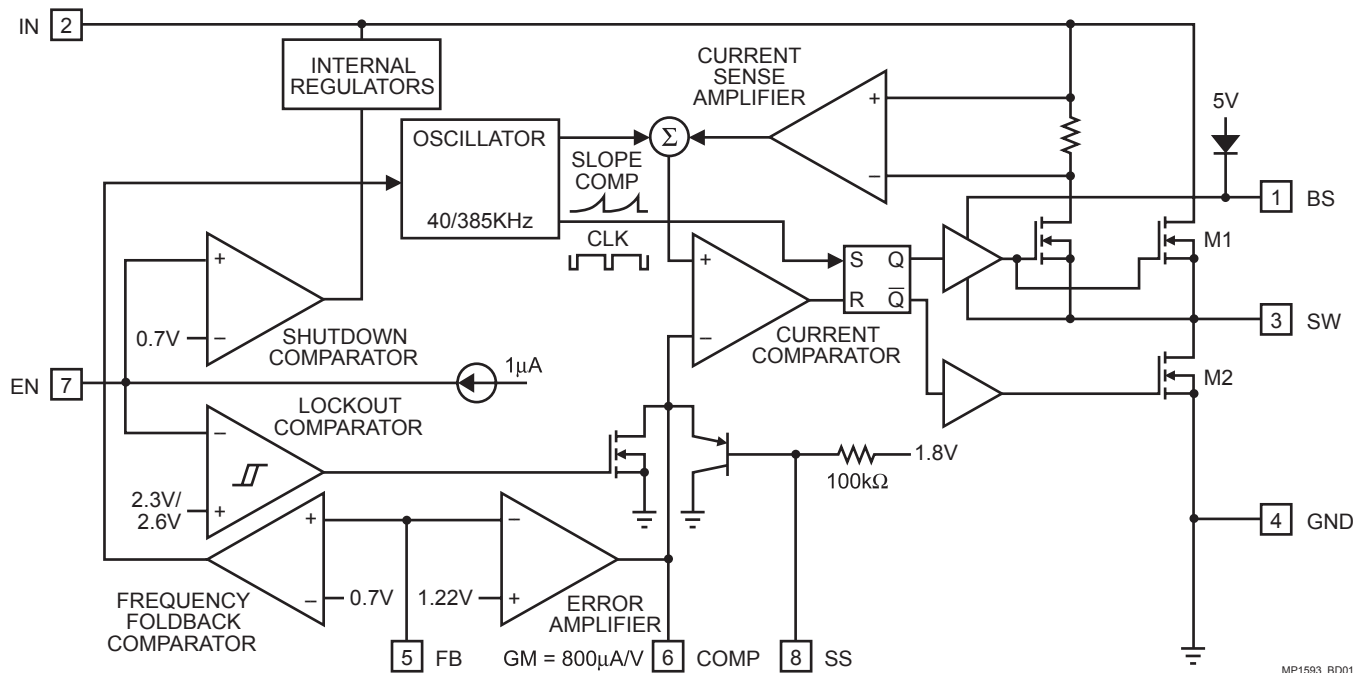 IN 2
INTERNAL
REGULATORS
CURRENT
SENSE
AMPLIFIER
+
–
5V
OSCILLATOR
40/385KHz
Σ
SLOPE
COMP
CLK
1 BS
M1
+
–
0.7V
SHUTDOWN
COMPARATOR
+
–
CURRENT
COMPARATOR
S Q
R Q̅
3 SW
EN 7
1µA
LOCKOUT
COMPARATOR
–
+
2.3V/
2.6V
M2
1.8V
100kΩ
4 GND
+
–
0.7V
FREQUENCY
FOLDBACK
COMPARATOR
–
+
1.22V
ERROR
AMPLIFIER
5 FB
GM = 800µA/V
6 COMP
8 SS
MP1593_BD01